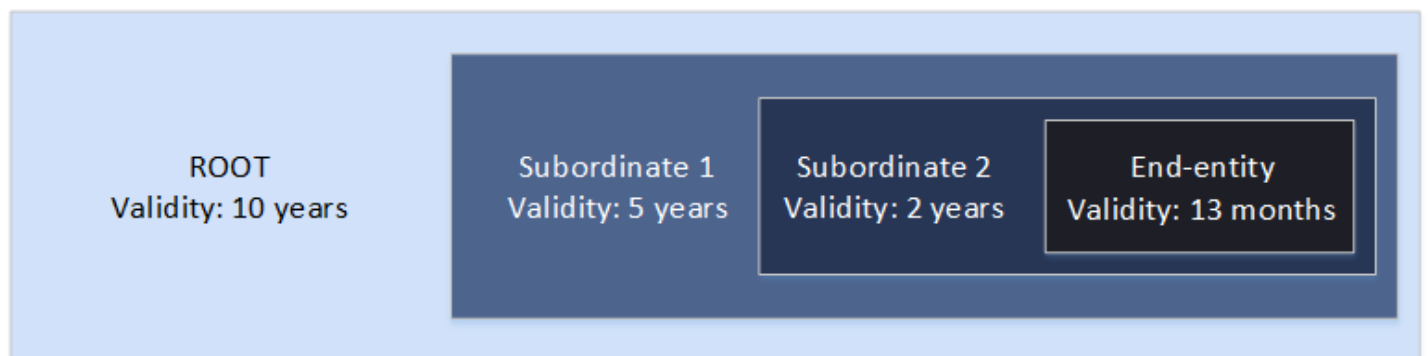 ROOT
Validity: 10 years
Subordinate 1
Validity: 5 years
Subordinate 2
Validity: 2 years
End-entity
Validity: 13 months